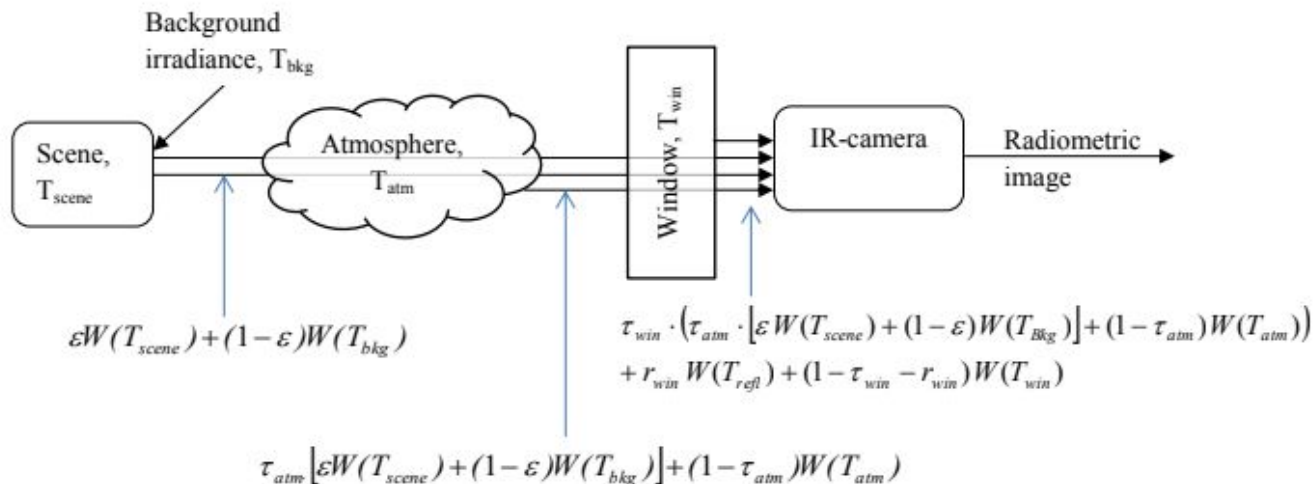 Background
irradiance, T_bkg
Scene,
T_scene
Atmosphere,
T_atm
Window, T_win
IR-camera
Radiometric
image
εW(T_scene) + (1 − ε)W(T_bkg)
τ_win · (τ_atm · [εW(T_scene) + (1 − ε)W(T_Bkg)] + (1 − τ_atm)W(T_atm))
+ r_win W(T_refl) + (1 − τ_win − r_win)W(T_win)
τ_atm.[εW(T_scene) + (1 − ε)W(T_bkg)] + (1 − τ_atm)W(T_atm)